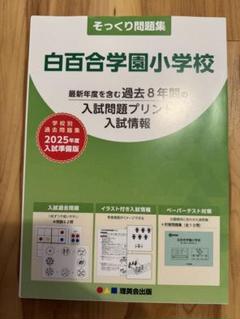 そっくり問題集
白百合学園小学校
最新年度を含む過去8年間の
入試問題プリント
入試情報
学校別
過去問題集
2025年度
入試準備版
入試過去問題
イラスト付き入試情報
ペーパーテスト対策
理英会出版